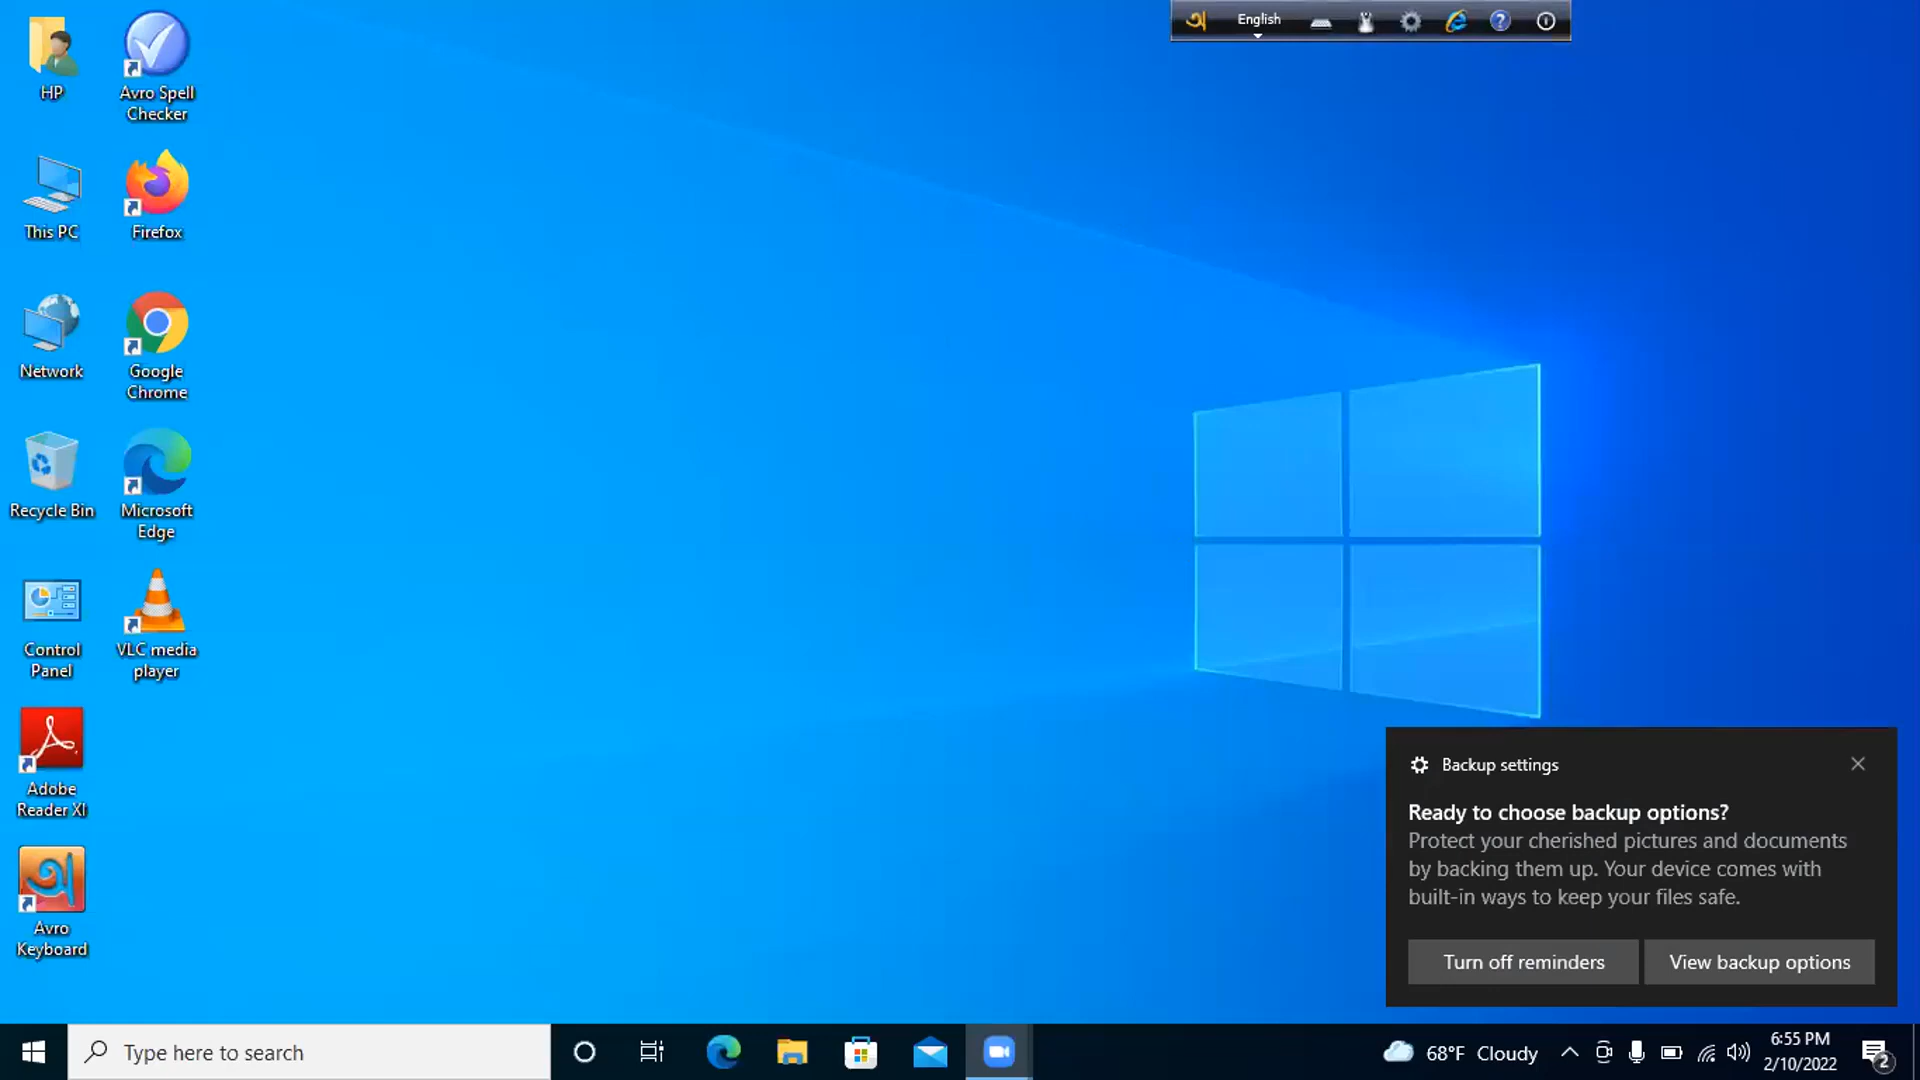 অ English
HP
Avro Spell
Checker
This PC
Firefox
Network
Google
Chrome
Recycle Bin
Microsoft
Edge
Control
Panel
VLC media
player
Adobe
Reader XI
অ
Avro
Keyboard
Backup settings
Ready to choose backup options?
Protect your cherished pictures and documents
by backing them up. Your device comes with
built-in ways to keep your files safe.
Turn off reminders
View backup options
Type here to search
68°F Cloudy
6:55 PM
2/10/2022
2